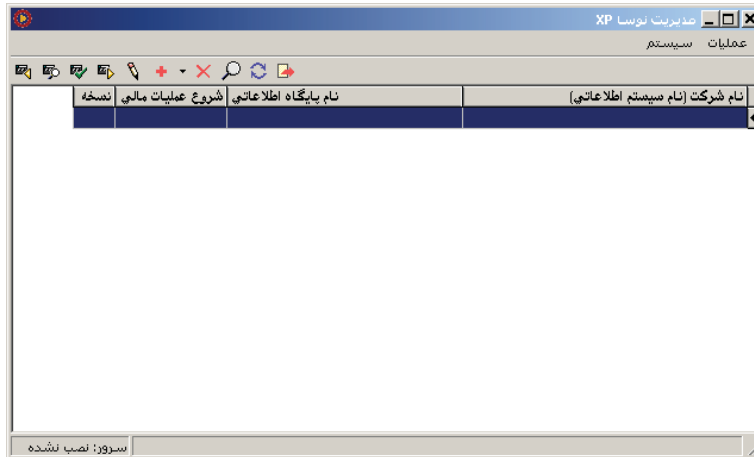 مدیریت نوسا XP
عملیات سیستم
نام شرکت (نام سیستم اطلاعاتی) نام پایگاه اطلاعاتی شروع عملیات مالی نسخه
سرور: نصب نشده